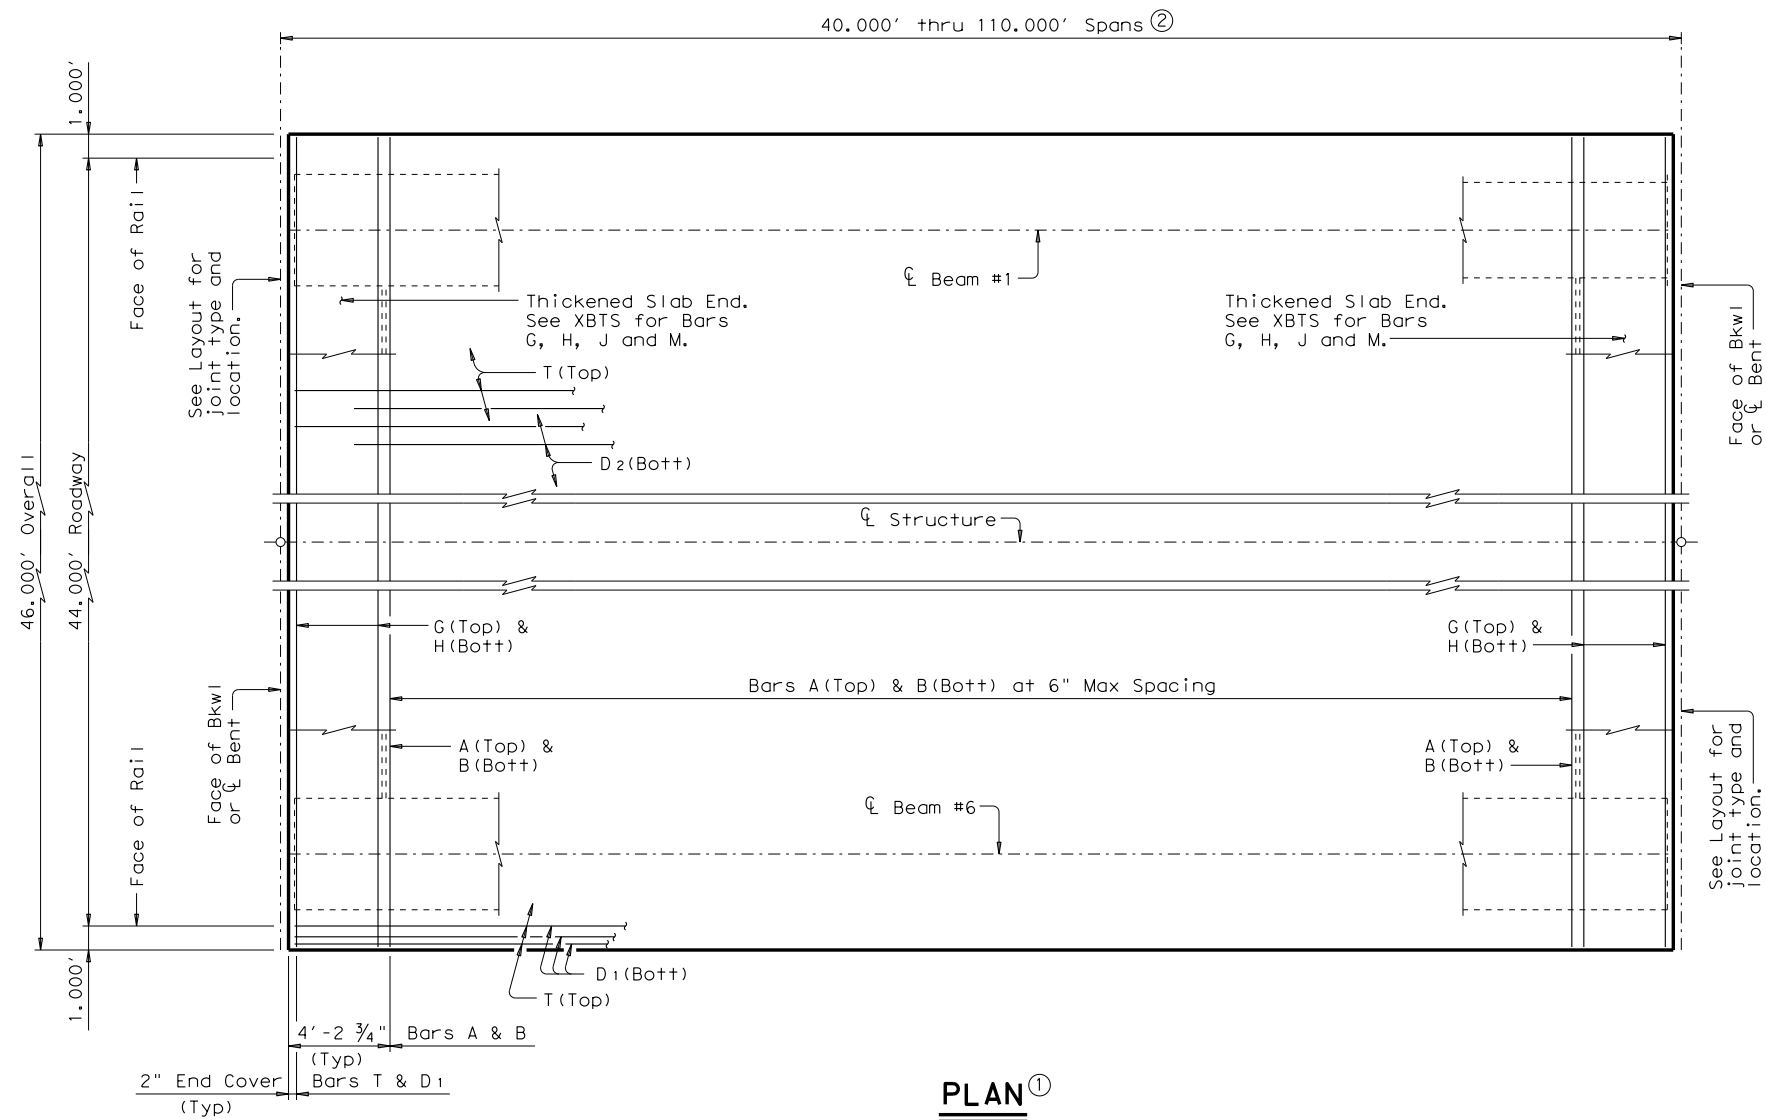 40.000' thru 110.000' Spans ②
1.000'
Face of Rail
See Layout for
joint type and
location.
℄ Beam #1
Thickened Slab End.
See XBTS for Bars
G, H, J and M.
Thickened Slab End.
See XBTS for Bars
G, H, J and M.
Face of Bkwl
or ℄ Bent
T(Top)
D2(Bott)
46.000' Overall
44.000' Roadway
℄ Structure
G(Top) &
H(Bott)
G(Top) &
H(Bott)
Bars A(Top) & B(Bott) at 6" Max Spacing
Face of Bkwl
or ℄ Bent
A(Top) &
B(Bott)
A(Top) &
B(Bott)
℄ Beam #6
Face of Rail
See Layout for
joint type and
location.
D1(Bott)
T(Top)
1.000'
4'-2 ¾"
(Typ)
Bars A & B
2" End Cover
(Typ)
Bars T & D1
PLAN ①